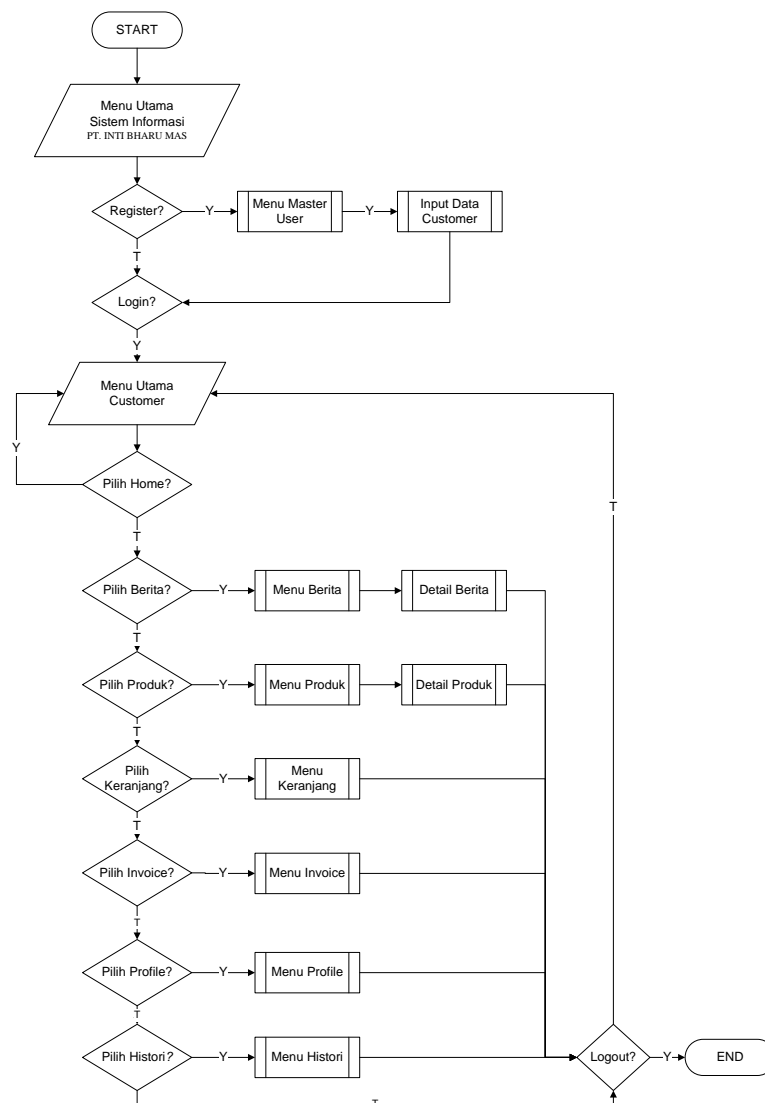 START
Menu Utama
Sistem Informasi
PT. INTI BHARU MAS
Register?
Y
Menu Master
User
Y
Input Data
Customer
T
Login?
Y
Menu Utama
Customer
Y
Pilih Home?
T
T
Pilih Berita?
Y
Menu Berita
Detail Berita
T
Pilih Produk?
Y
Menu Produk
Detail Produk
T
Pilih
Keranjang?
Y
Menu
Keranjang
T
Pilih Invoice?
Y
Menu Invoice
T
Pilih Profile?
Y
Menu Profile
T
Pilih Histori?
Y
Menu Histori
Logout?
Y
END
T